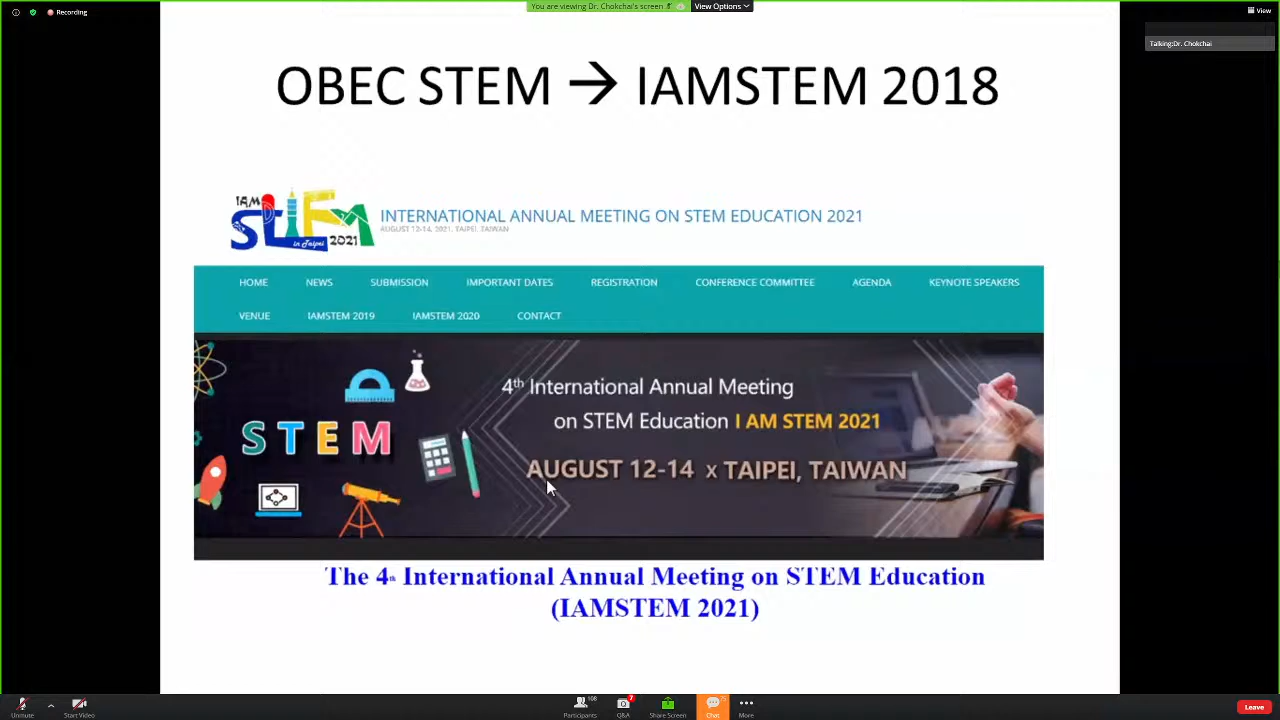 Recording
You are viewing Dr. Chokchai's screen
View Options
View
Talking:Dr. Chokchai
OBEC STEM → IAMSTEM 2018
IAM
STEM
in Taipei 2021
INTERNATIONAL ANNUAL MEETING ON STEM EDUCATION 2021
AUGUST 12-14, 2021, TAIPEI, TAIWAN
HOME NEWS SUBMISSION IMPORTANT DATES REGISTRATION CONFERENCE COMMITTEE AGENDA KEYNOTE SPEAKERS
VENUE IAMSTEM 2019 IAMSTEM 2020 CONTACT
STEM
4th International Annual Meeting
on STEM Education I AM STEM 2021
AUGUST 12-14 x TAIPEI, TAIWAN
The 4th International Annual Meeting on STEM Education
(IAMSTEM 2021)
Unmute Start Video Participants 108 Q&A 7 Share Screen Chat 25 More Leave